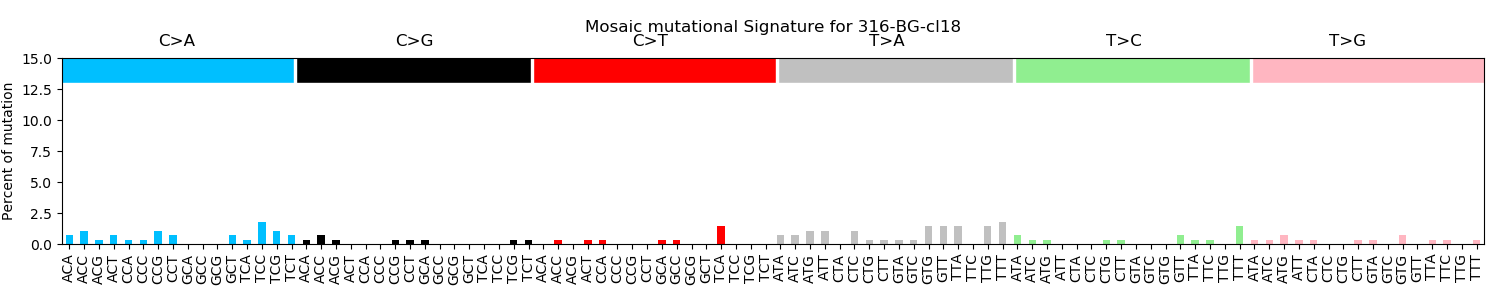 Mosaic mutational Signature for 316-BG-cl18
C>A C>G C>T T>A T>C T>G
15.0
12.5
10.0
7.5
5.0
2.5
0.0
Percent of mutation
ACA ACC ACG ACT CCA CCC CCG CCT GCA GCC GCG GCT TCA TCC TCG TCT ACA ACC ACG ACT CCA CCC CCG CCT GCA GCC GCG GCT TCA TCC TCG TCT ACA ACC ACG ACT CCA CCC CCG CCT GCA GCC GCG GCT TCA TCC TCG TCT ATA ATC ATG ATT CTA CTC CTG CTT GTA GTC GTG GTT TTA TTC TTG TTT ATA ATC ATG ATT CTA CTC CTG CTT GTA GTC GTG GTT TTA TTC TTG TTT ATA ATC ATG ATT CTA CTC CTG CTT GTA GTC GTG GTT TTA TTC TTG TTT